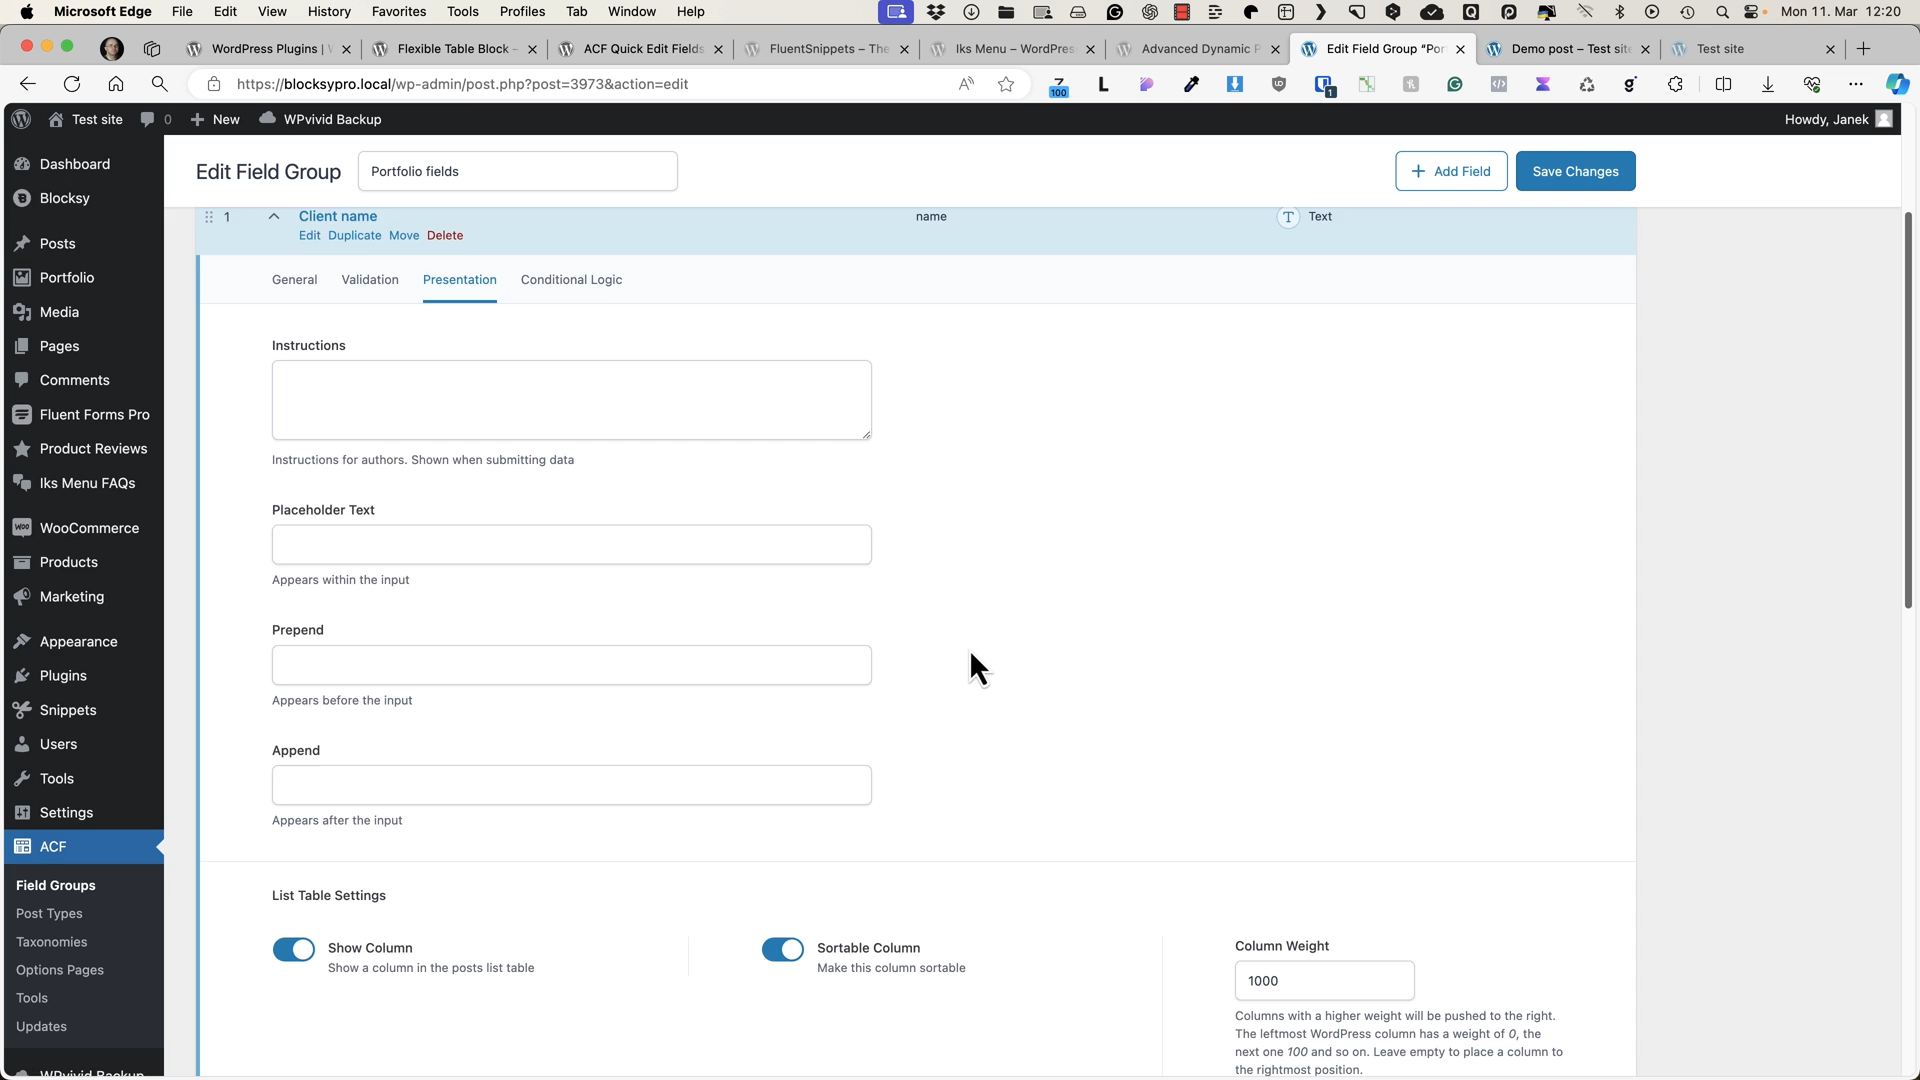 Microsoft Edge File Edit View History Favorites Tools Profiles Tab Window Help Mon 11. Mar 12:20
WordPress Plugins | Flexible Table Block - ACF Quick Edit Fields FluentSnippets – The Iks Menu – WordPres Advanced Dynamic P Edit Field Group “Por Demo post – Test site Test site
https://blocksypro.local/wp-admin/post.php?post=3973&action=edit
100
1
Test site 0 New WPvivid Backup Howdy, Janek
Edit Field Group Portfolio fields Add Field Save Changes
Dashboard
Blocksy
Posts
Portfolio
Media
Pages
Comments
Fluent Forms Pro
Product Reviews
Iks Menu FAQs
WooCommerce
Products
Marketing
Appearance
Plugins
Snippets
Users
Tools
Settings
ACF
Field Groups
Post Types
Taxonomies
Options Pages
Tools
Updates
WPvivid Backup
1 Client name name T Text
Edit Duplicate Move Delete
General Validation Presentation Conditional Logic
Instructions
Instructions for authors. Shown when submitting data
Placeholder Text
Appears within the input
Prepend
Appears before the input
Append
Appears after the input
List Table Settings
Show Column
Show a column in the posts list table
Sortable Column
Make this column sortable
Column Weight
1000
Columns with a higher weight will be pushed to the right.
The leftmost WordPress column has a weight of 0, the
next one 100 and so on. Leave empty to place a column to
the rightmost position.